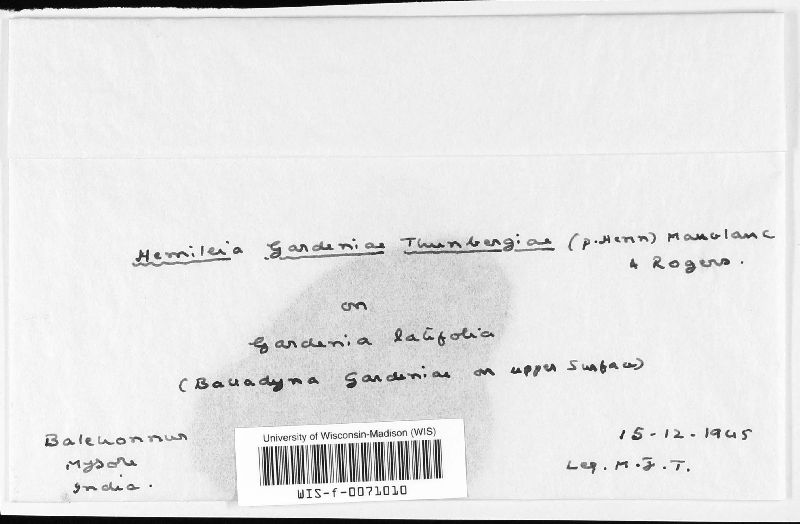 Hemileia Gardeniae Thunbergiae (P. Henn) Maublanc
& Rogers.
on
Gardenia latifolia
(Gardeniae on upper surface)
Balehonnur
Mysore
India.
15-12-1945
Leg. M.J.T.
University of Wisconsin-Madison (WIS)
WIS-f-0071010